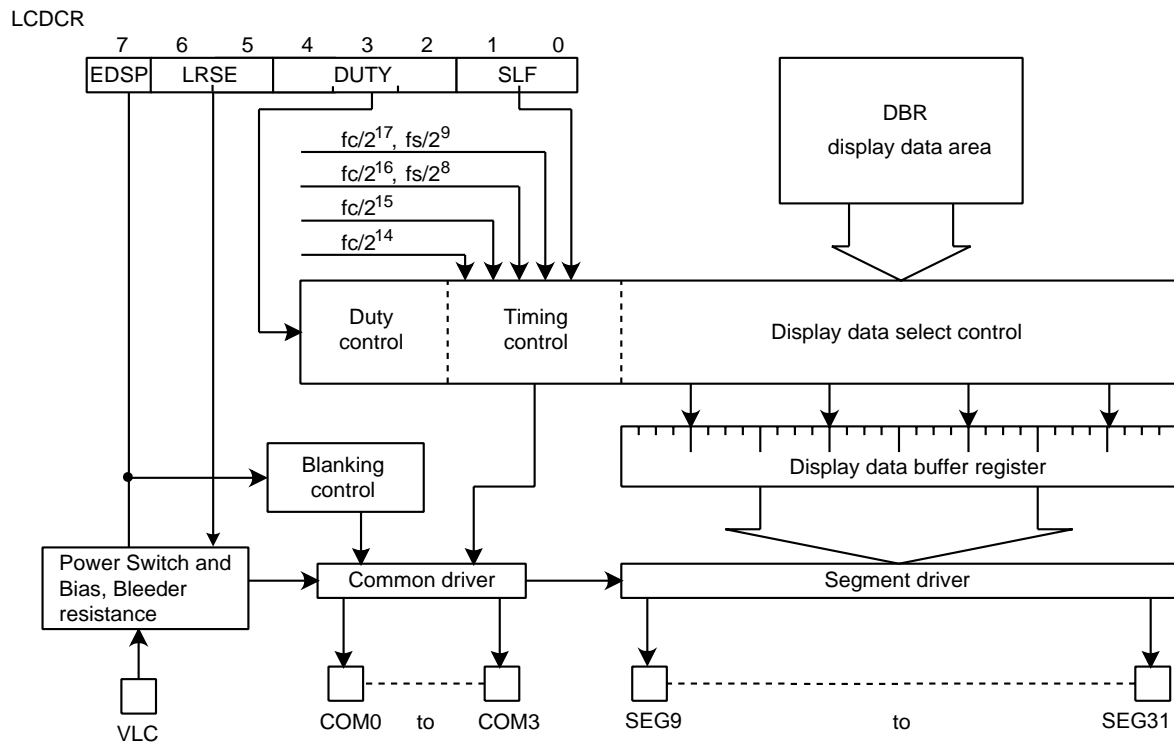 LCDCR
7 6 5 4 3 2 1 0
EDSP LRSE DUTY SLF
DBR
display data area
fc/2^17, fs/2^9
fc/2^16, fs/2^8
fc/2^15
fc/2^14
Duty
control
Timing
control
Display data select control
Display data buffer register
Blanking
control
Power Switch and
Bias, Bleeder
resistance
Common driver
Segment driver
VLC
COM0 to COM3
SEG9 to SEG31